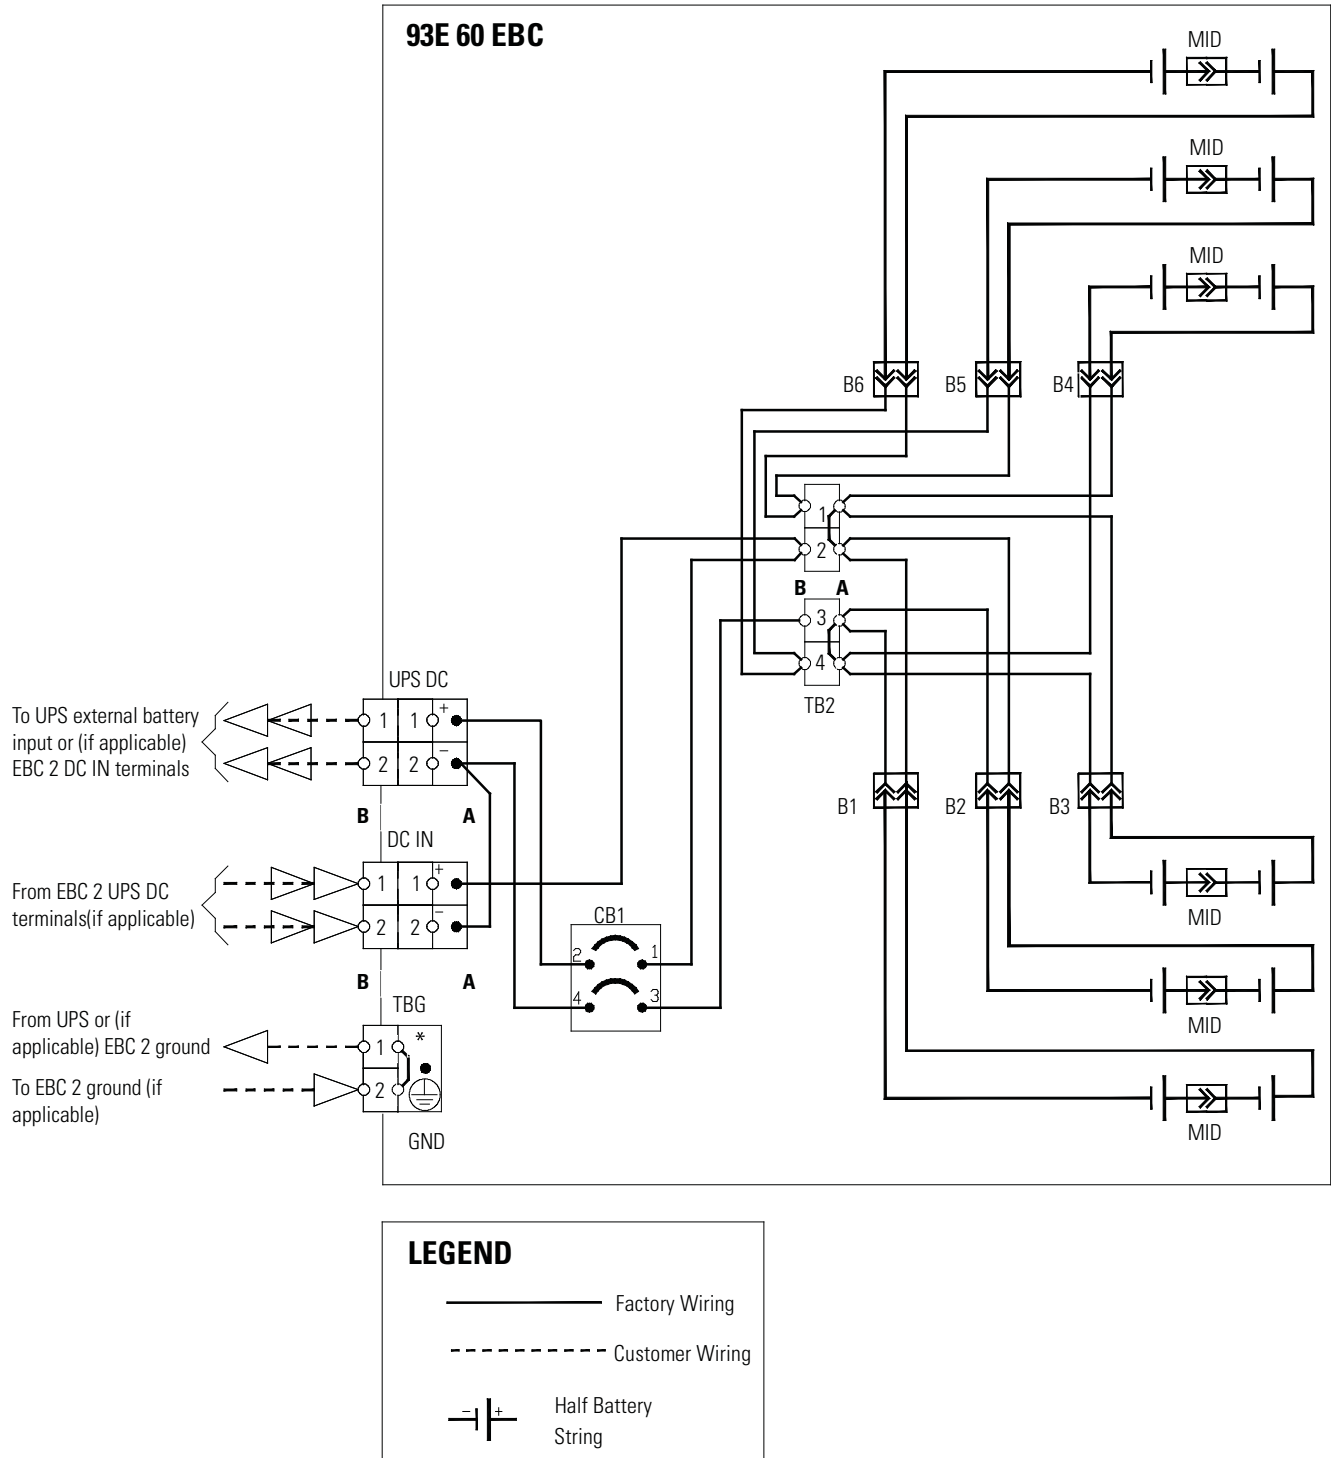 93E 60 EBC
MID
MID
MID
B6
B5
B4
1
2
B A
3
4
TB2
UPS DC
To UPS external battery
input or (if applicable)
EBC 2 DC IN terminals
1 1 +
2 2 −
B A
DC IN
From EBC 2 UPS DC
terminals(if applicable)
1 1 +
2 2 −
B A
CB1
2 1
4 3
B1
B2
B3
MID
MID
MID
TBG
From UPS or (if
applicable) EBC 2 ground
To EBC 2 ground (if
applicable)
1 *
2
GND
LEGEND
Factory Wiring
Customer Wiring
− +
Half Battery
String